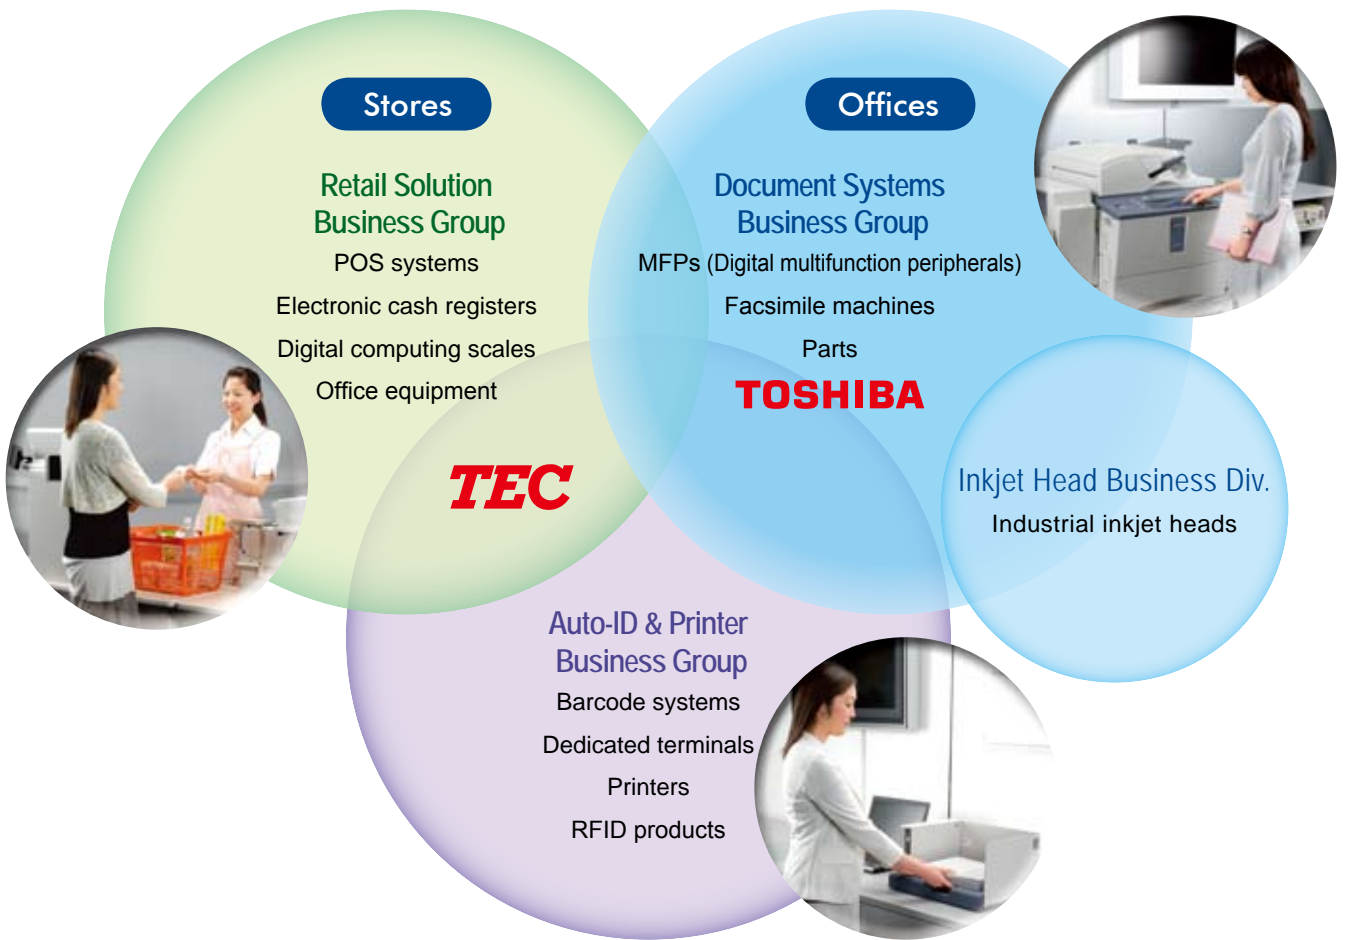 Stores
Retail Solution
Business Group
POS systems
Electronic cash registers
Digital computing scales
Office equipment
TEC
Offices
Document Systems
Business Group
MFPs (Digital multifunction peripherals)
Facsimile machines
Parts
TOSHIBA
Inkjet Head Business Div.
Industrial inkjet heads
Auto-ID & Printer
Business Group
Barcode systems
Dedicated terminals
Printers
RFID products